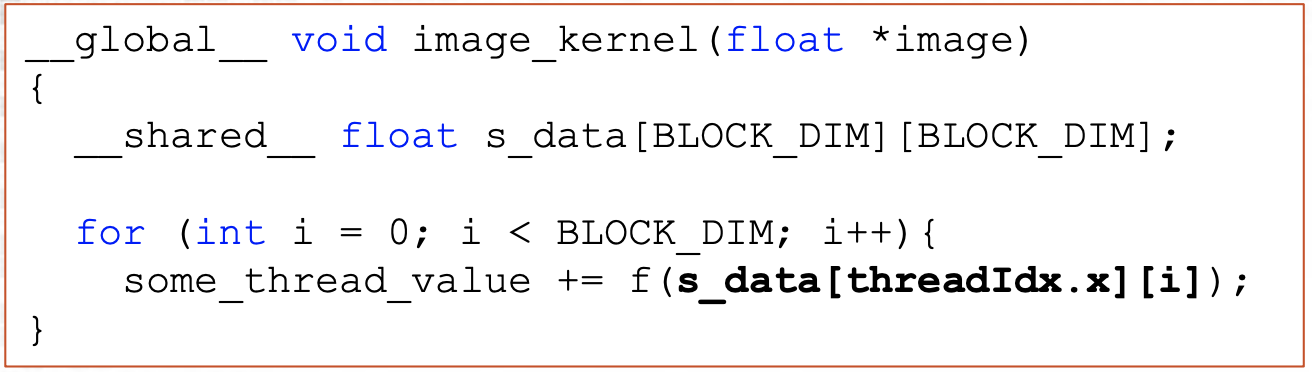 __global__ void image_kernel(float *image)
{
  __shared__ float s_data[BLOCK_DIM][BLOCK_DIM];
  for (int i = 0; i < BLOCK_DIM; i++){
    some_thread_value += f(s_data[threadIdx.x][i]);
}